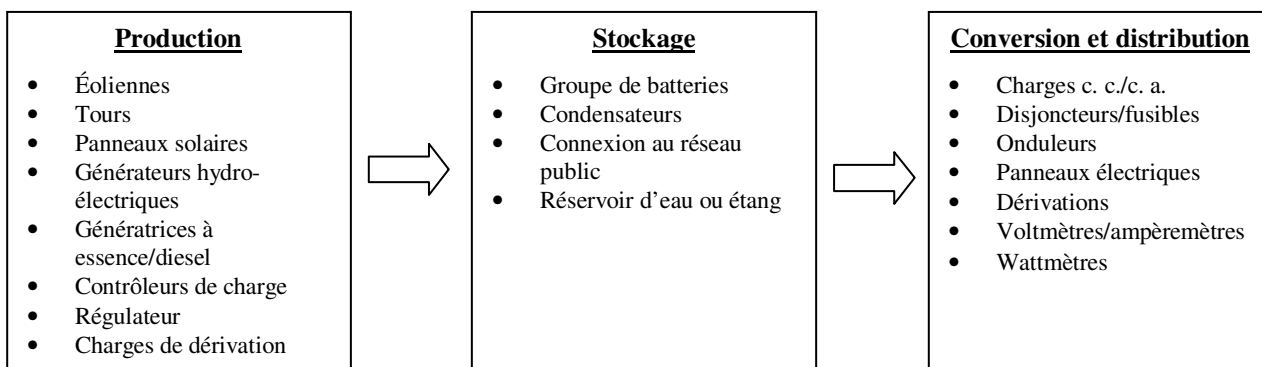 Production
• Éoliennes
• Tours
• Panneaux solaires
• Générateurs hydro-
électriques
• Génératrices à
essence/diesel
• Contrôleurs de charge
• Régulateur
• Charges de dérivation
Stockage
• Groupe de batteries
• Condensateurs
• Connexion au réseau
public
• Réservoir d’eau ou étang
Conversion et distribution
• Charges c. c./c. a.
• Disjoncteurs/fusibles
• Onduleurs
• Panneaux électriques
• Dérivations
• Voltmètres/ampèremètres
• Wattmètres